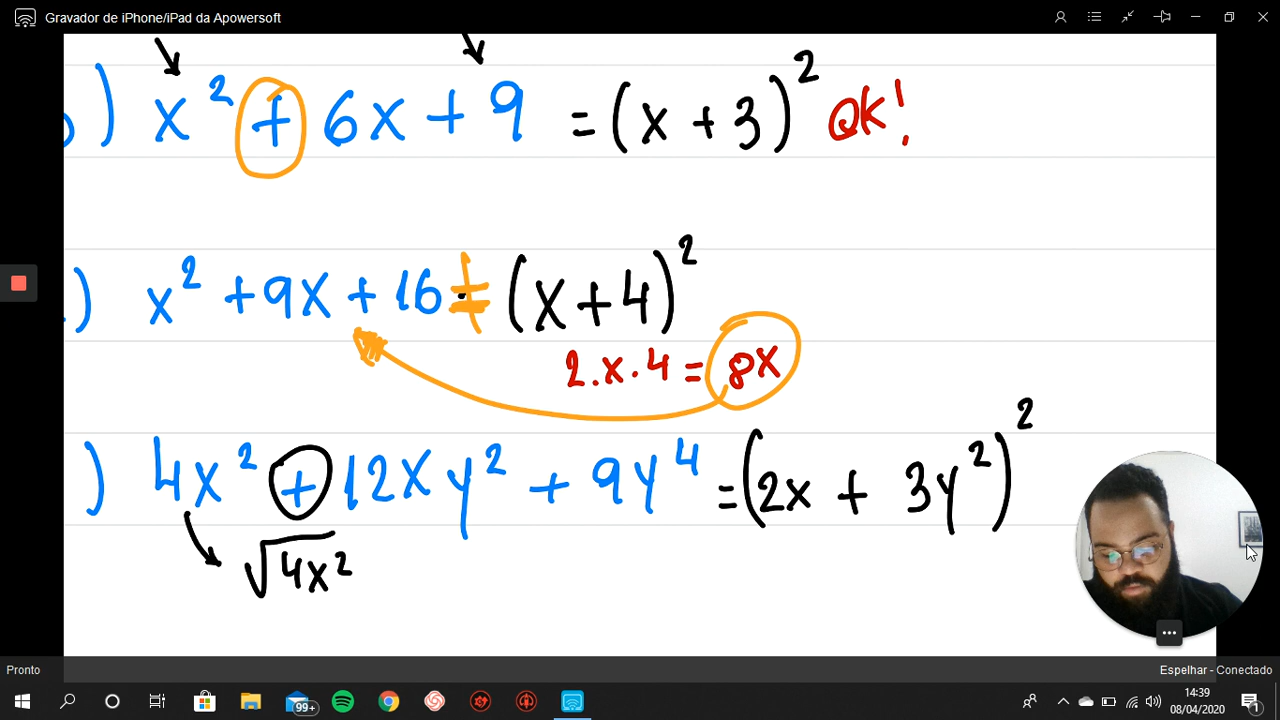 Gravador de iPhone/iPad da Apowersoft
) x² + 6x + 9 = (x + 3)² OK!
) x² + 9x + 16 ≠ (x + 4)²
2.x.4 = 8x
) 4x² + 12xy² + 9y⁴ = (2x + 3y²)²
√4x²
Pronto
Espelhar - Conectado
99+
14:39
08/04/2020
1